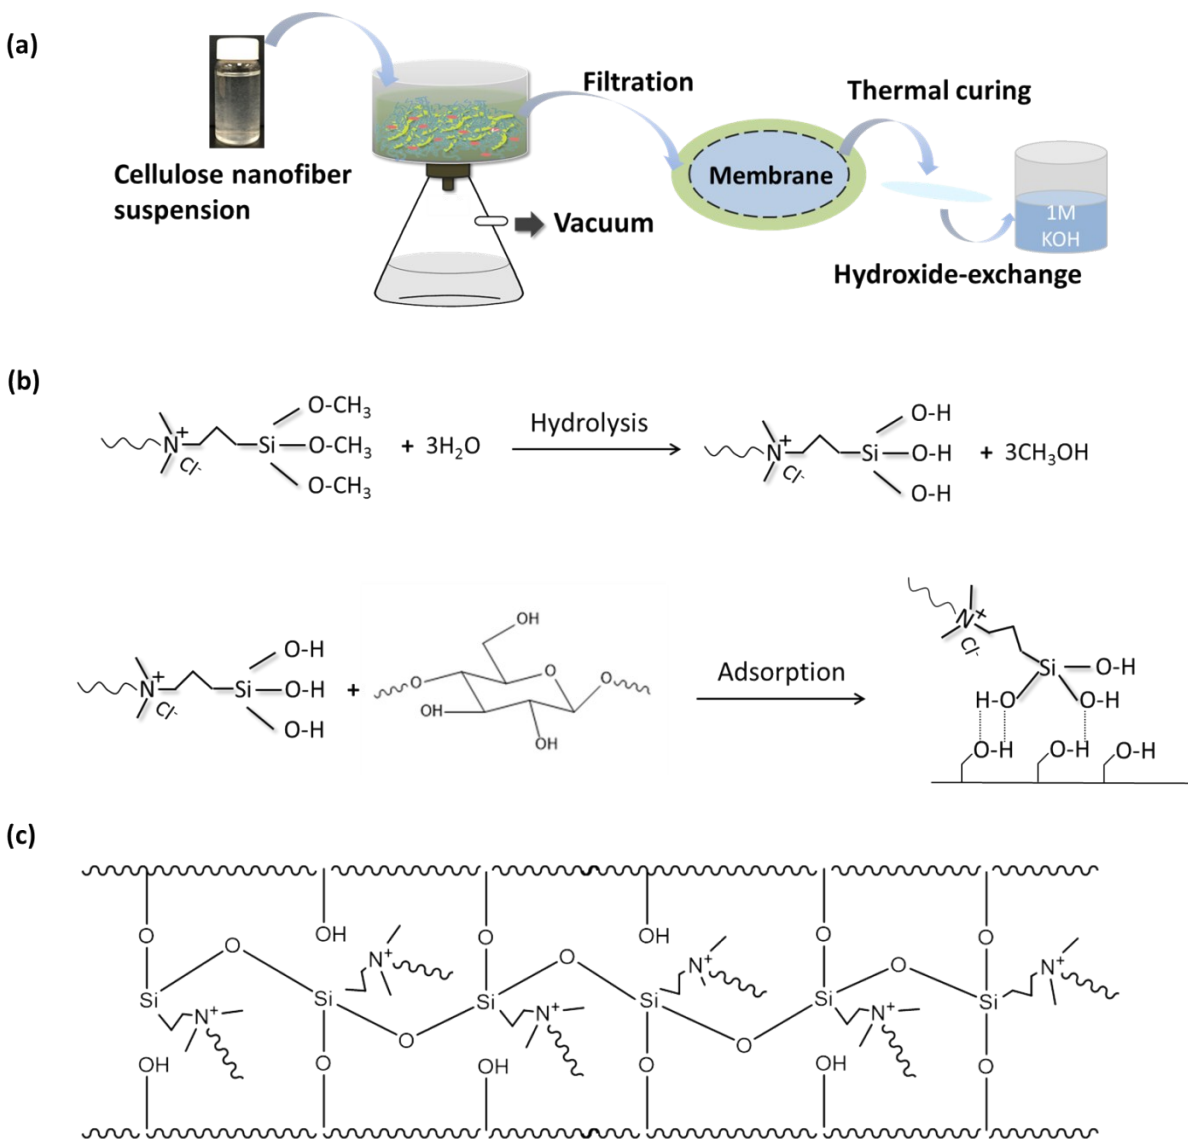 (a)
Cellulose nanofiber
suspension
Vacuum
Filtration
Membrane
Thermal curing
1M
KOH
Hydroxide-exchange
(b)
N+
Cl-
Si
O-CH3
O-CH3
O-CH3
+ 3H2O
Hydrolysis
N+
Cl-
Si
O-H
O-H
O-H
+ 3CH3OH
N+
Cl-
Si
O-H
O-H
O-H
+
OH
O
O
O
OH
OH
Adsorption
N+
Cl-
Si
O-H
H-O
O-H
O-H
O-H
O-H
(c)
O
O
OH
N+
O
O
OH
N+
O
O
O
N+
Si
Si
Si
Si
Si
Si
N+
N+
N+
O
O
OH
O
OH
O
OH
O